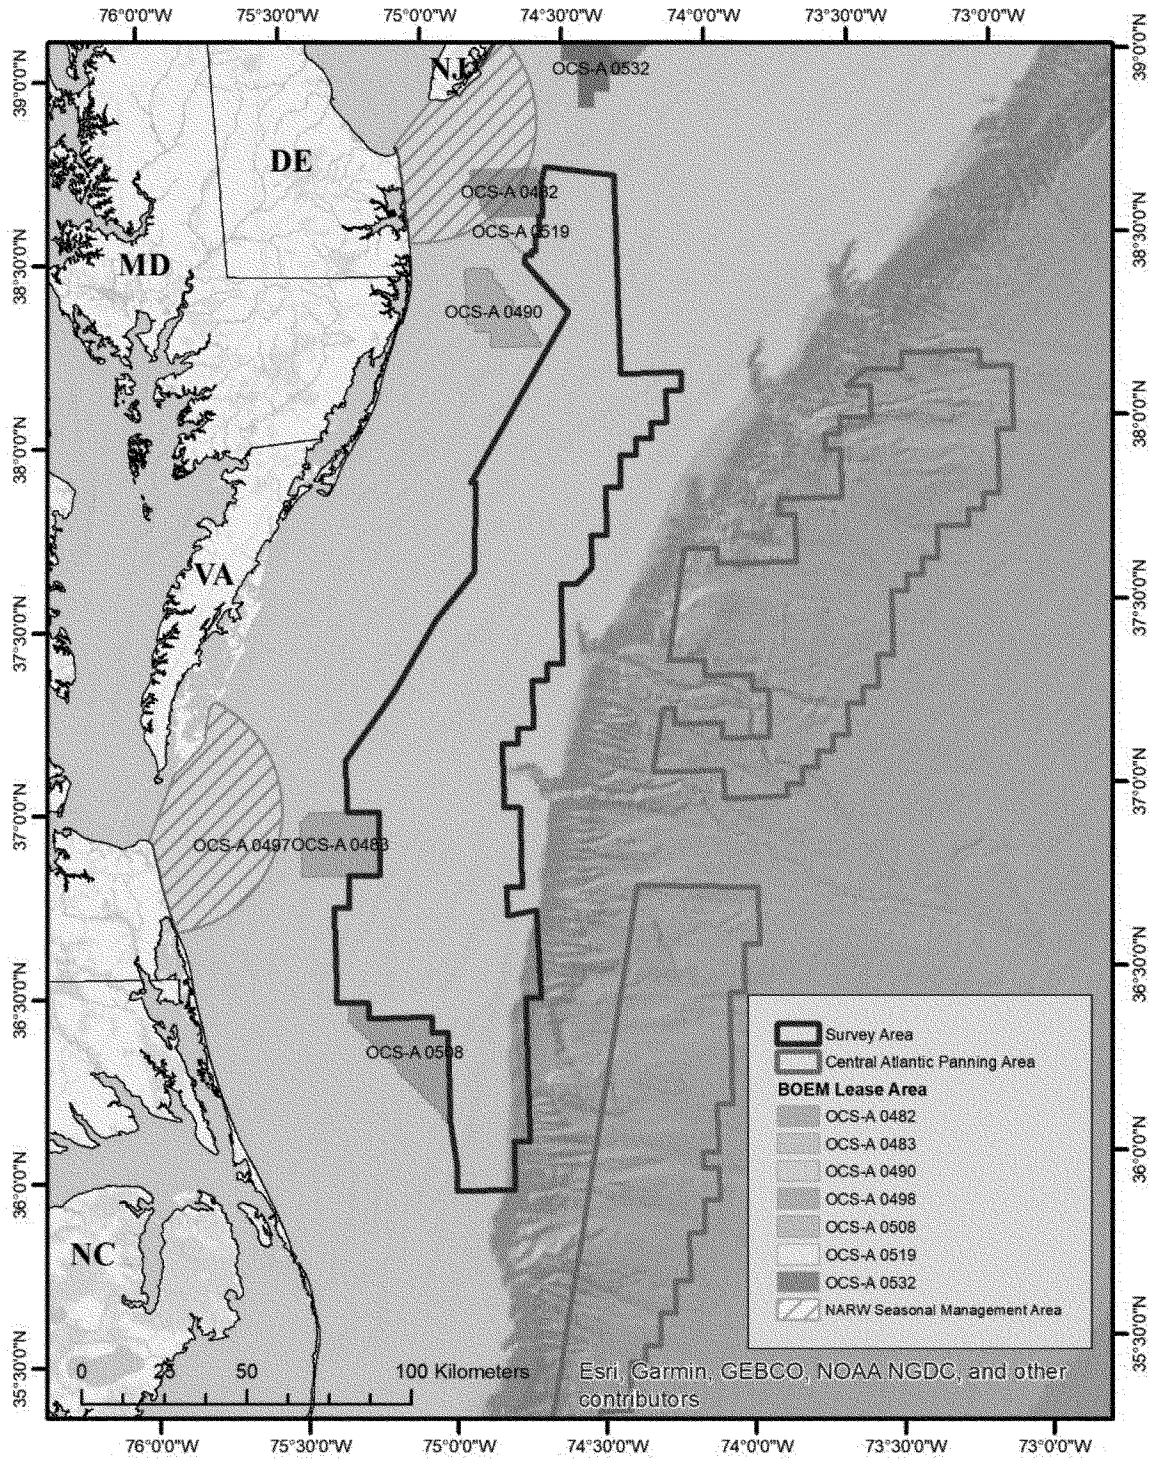 76°0'0"W 75°30'0"W 75°0'0"W 74°30'0"W 74°0'0"W 73°30'0"W 73°0'0"W
39°0'0"N
38°30'0"N
38°0'0"N
37°30'0"N
37°0'0"N
36°30'0"N
36°0'0"N
35°30'0"N
NJ
OCS-A 0532
DE
OCS-A 0482
OCS-A 0519
MD
OCS-A 0490
VA
OCS-A 0497 OCS-A 0483
OCS-A 0508
NC
Survey Area
Central Atlantic Panning Area
BOEM Lease Area
OCS-A 0482
OCS-A 0483
OCS-A 0490
OCS-A 0498
OCS-A 0508
OCS-A 0519
OCS-A 0532
NARW Seasonal Management Area
0 25 50 100 Kilometers
Esri, Garmin, GEBCO, NOAA NGDC, and other
contributors
39°0'0"N
38°30'0"N
38°0'0"N
37°30'0"N
37°0'0"N
36°30'0"N
36°0'0"N
35°30'0"N
76°0'0"W 75°30'0"W 75°0'0"W 74°30'0"W 74°0'0"W 73°30'0"W 73°0'0"W